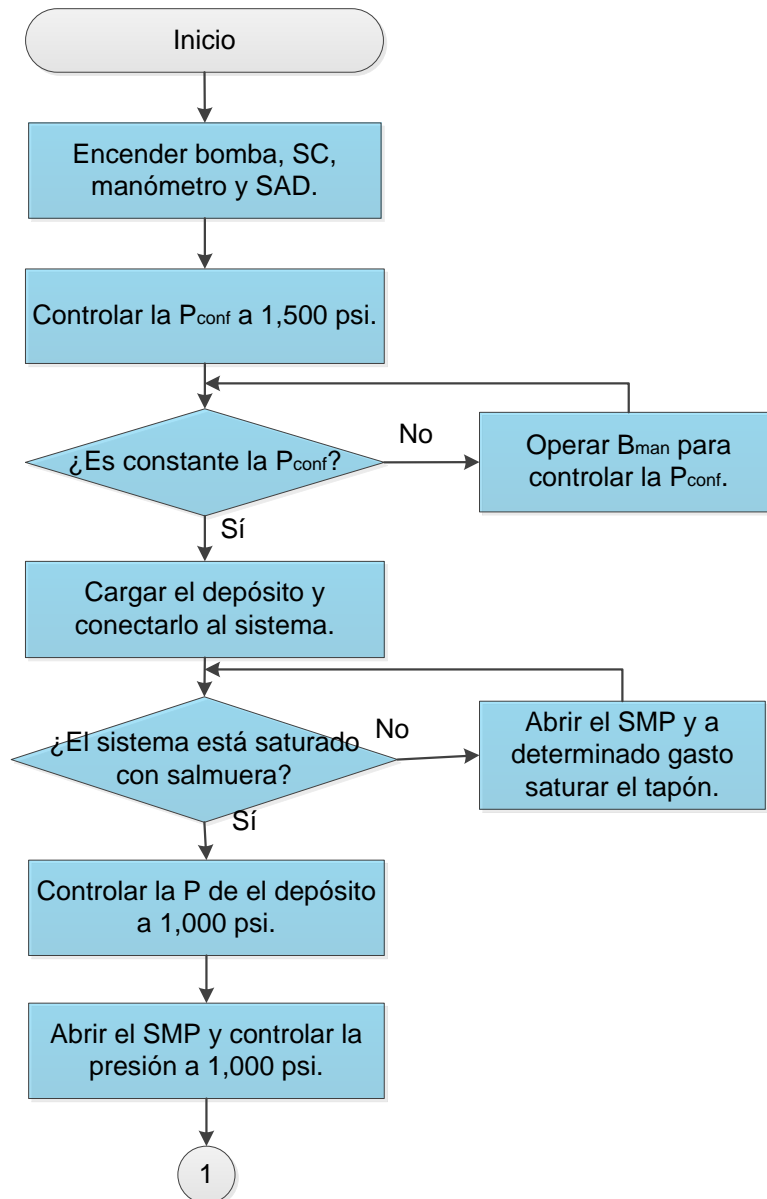 Inicio
Encender bomba, SC,
manómetro y SAD.
Controlar la Pconf a 1,500 psi.
¿Es constante la Pconf?
No
Operar Bman para
controlar la Pconf.
Sí
Cargar el depósito y
conectarlo al sistema.
¿El sistema está saturado
con salmuera?
No
Abrir el SMP y a
determinado gasto
saturar el tapón.
Sí
Controlar la P de el depósito
a 1,000 psi.
Abrir el SMP y controlar la
presión a 1,000 psi.
1